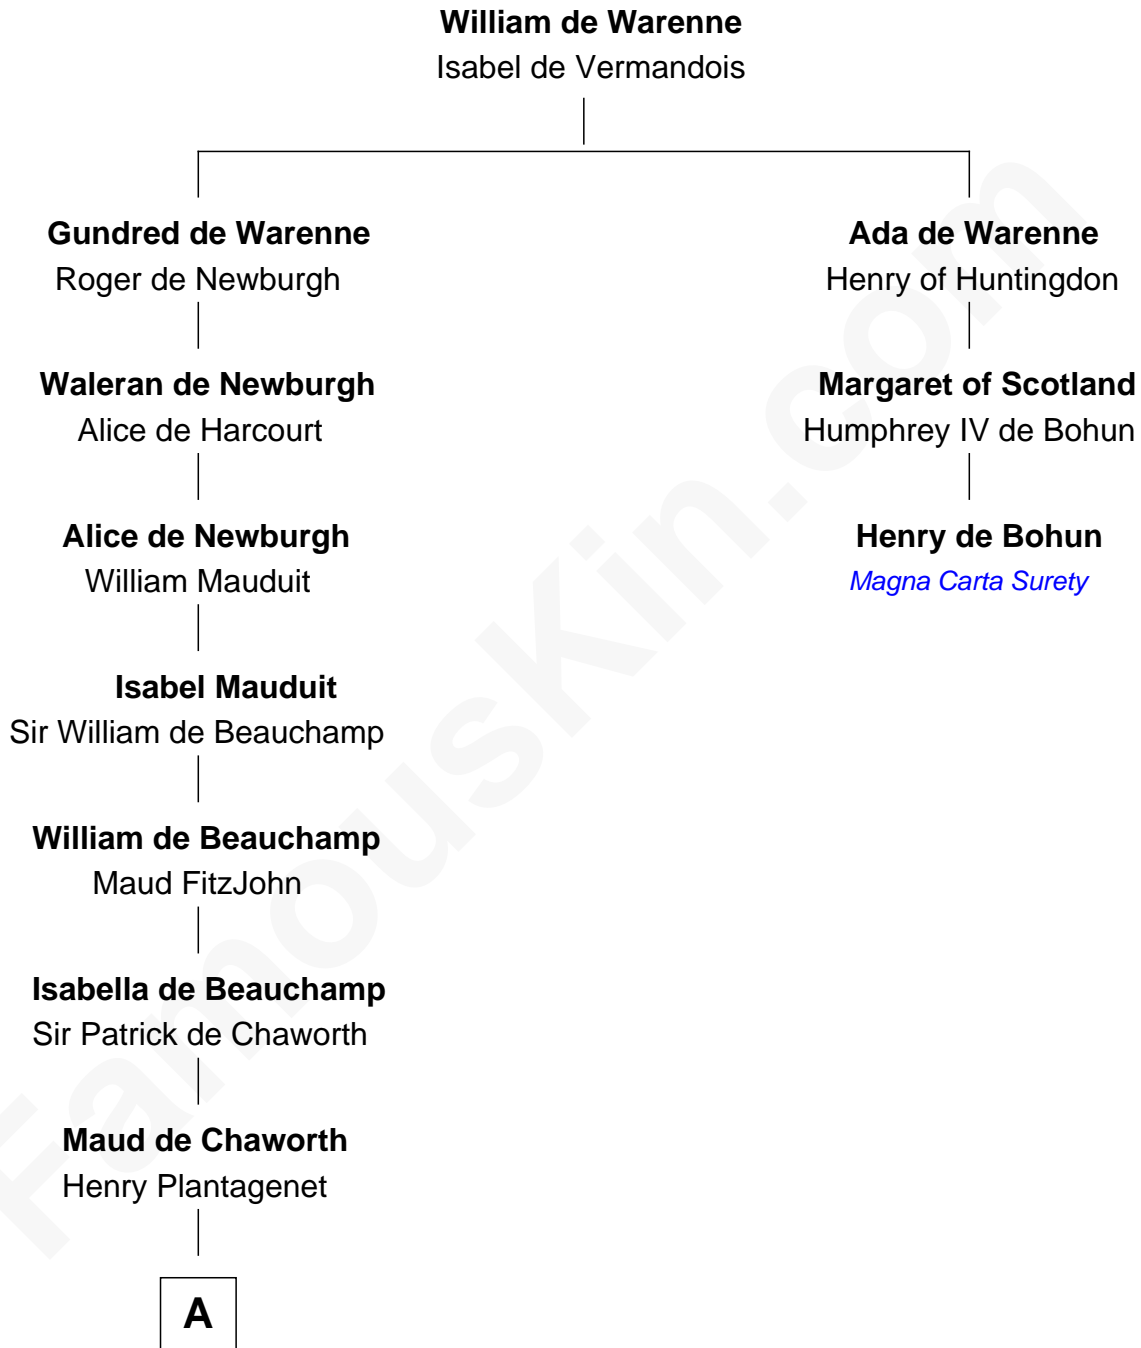 William de Warenne
Isabel de Vermandois
Gundred de Warenne
Roger de Newburgh
Ada de Warenne
Henry of Huntingdon
Waleran de Newburgh
Alice de Harcourt
Margaret of Scotland
Humphrey IV de Bohun
Alice de Newburgh
William Mauduit
Henry de Bohun
Magna Carta Surety
Isabel Mauduit
Sir William de Beauchamp
William de Beauchamp
Maud FitzJohn
Isabella de Beauchamp
Sir Patrick de Chaworth
Maud de Chaworth
Henry Plantagenet
A
FamousKin.com